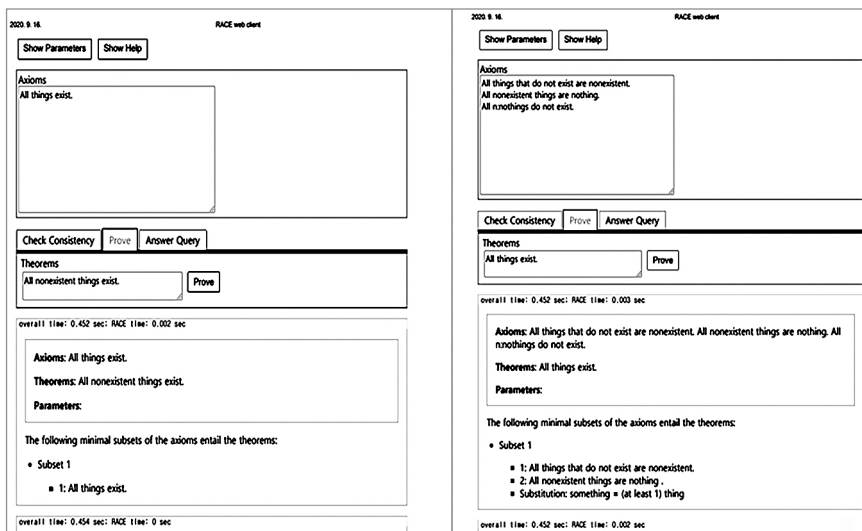 2020. 9. 16.
RACE web client
Show Parameters
Show Help
Axioms
All things exist.
Check Consistency
Prove
Answer Query
Theorems
All nonexistent things exist.
Prove
overall time: 0.452 sec; RACE time: 0.002 sec
Axioms: All things exist.
Theorems: All nonexistent things exist.
Parameters:
The following minimal subsets of the axioms entail the theorems:
• Subset 1
▪ 1: All things exist.
overall time: 0.454 sec; RACE time: 0 sec
2020. 9. 16.
RACE web client
Show Parameters
Show Help
Axioms
All things that do not exist are nonexistent.
All nonexistent things are nothing.
All n:nothings do not exist.
Check Consistency
Prove
Answer Query
Theorems
All things exist.
Prove
overall time: 0.452 sec; RACE time: 0.003 sec
Axioms: All things that do not exist are nonexistent. All nonexistent things are nothing. All
n:nothings do not exist.
Theorems: All things exist.
Parameters:
The following minimal subsets of the axioms entail the theorems:
• Subset 1
▪ 1: All things that do not exist are nonexistent.
▪ 2: All nonexistent things are nothing .
▪ Substitution: something = (at least 1) thing
overall time: 0.452 sec; RACE time: 0.002 sec